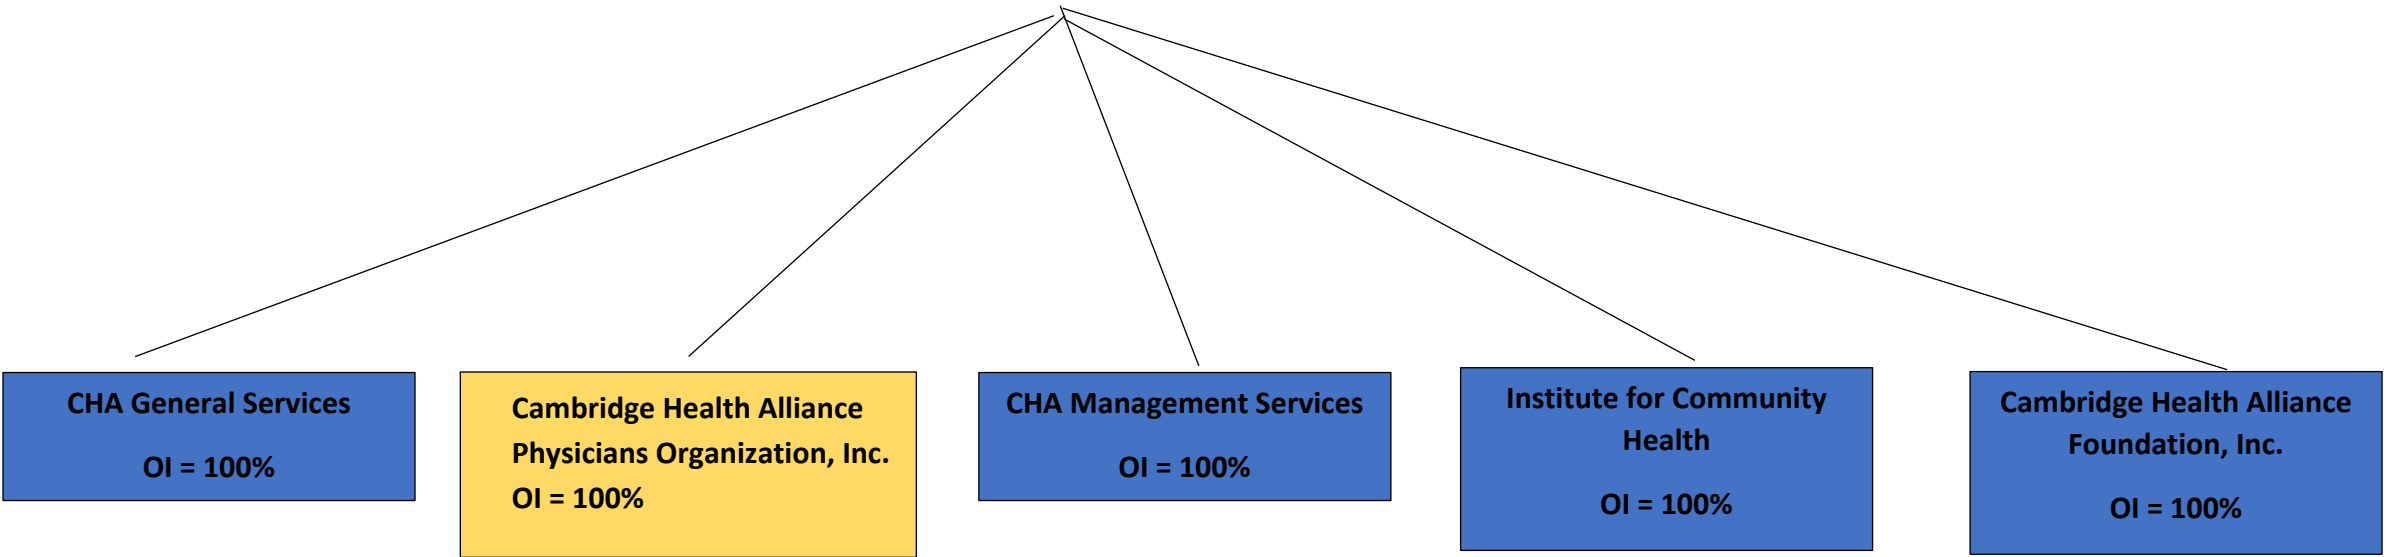 CHA General Services
OI = 100%
Cambridge Health Alliance
Physicians Organization, Inc.
OI = 100%
CHA Management Services
OI = 100%
Institute for Community
Health
OI = 100%
Cambridge Health Alliance
Foundation, Inc.
OI = 100%